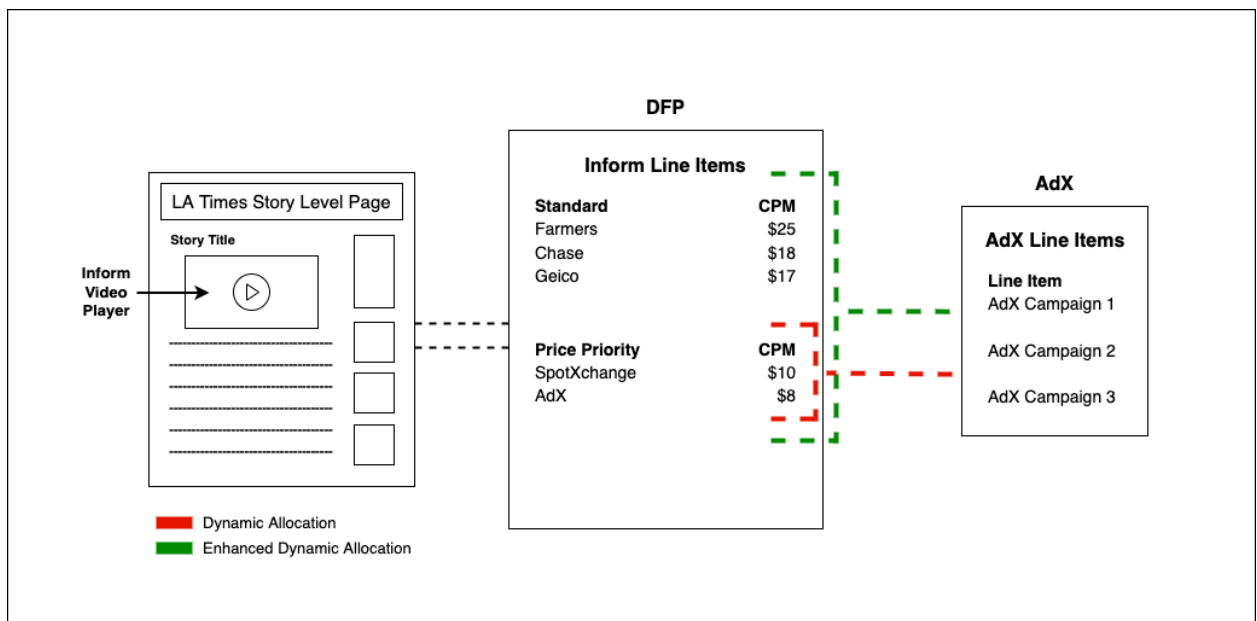 DFP
Inform Line Items
Standard CPM
Farmers $25
Chase $18
Geico $17
Price Priority CPM
SpotXchange $10
AdX $8
LA Times Story Level Page
Story Title
Inform
Video
Player
AdX
AdX Line Items
Line Item
AdX Campaign 1
AdX Campaign 2
AdX Campaign 3
Dynamic Allocation
Enhanced Dynamic Allocation